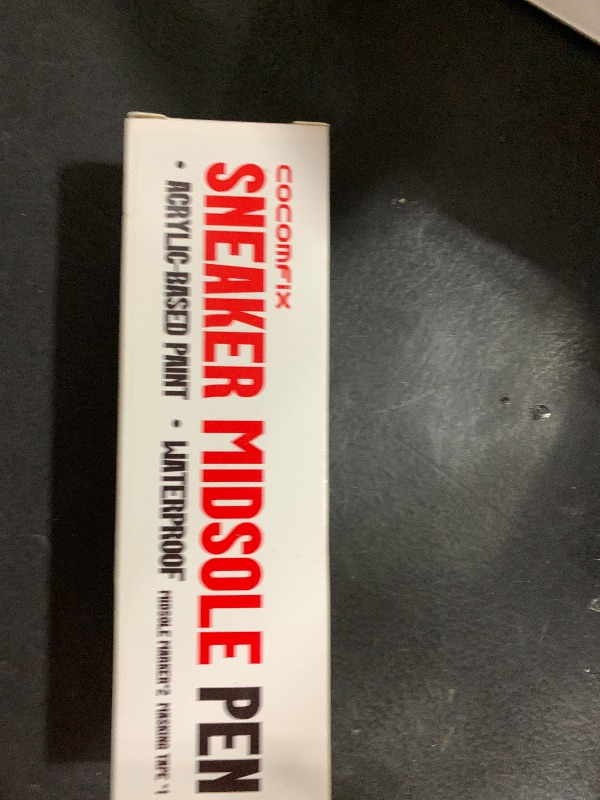 COCOMFIX
SNEAKER MIDSOLE PEN
• ACRYLIC-BASED PAINT • WATERPROOF MIDSOLE MARKER*2 MASKING TAPE *1